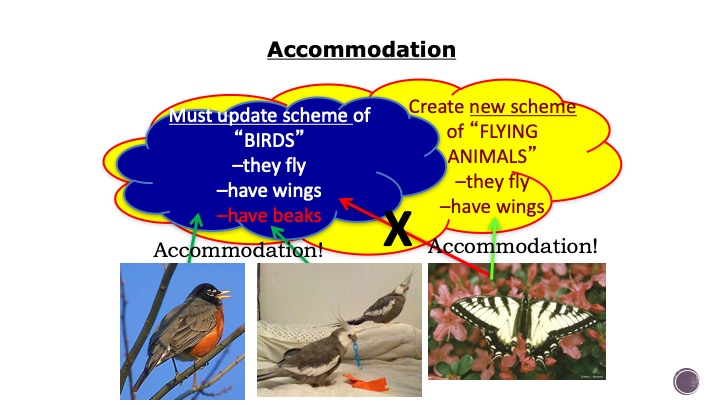 Accommodation
Must update scheme of
“BIRDS”
–they fly
–have wings
–have beaks
Create new scheme
of “FLYING
ANIMALS”
–they fly
–have wings
X
Accommodation!
Accommodation!